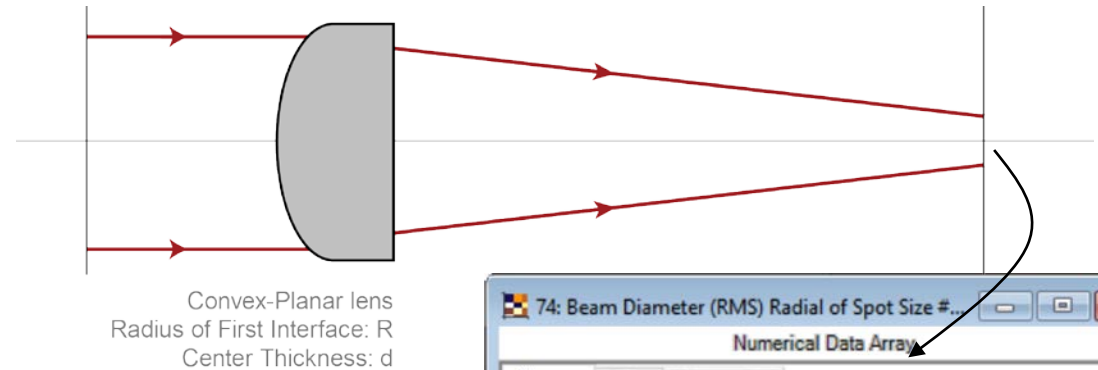 Convex-Planar lens
Radius of First Interface: R
Center Thickness: d
74: Beam Diameter (RMS) Radial of Spot Size #...
Numerical Data Array